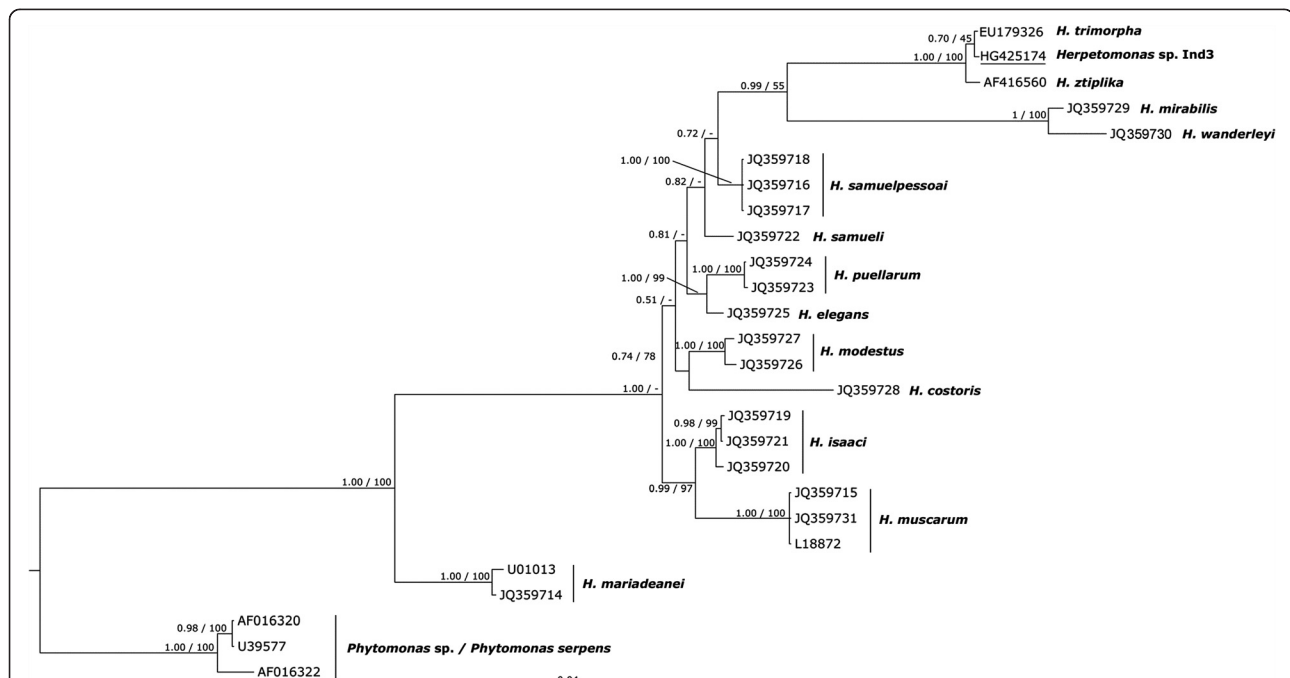 EU179326 H. trimorpha
0.70 / 45
HG425174 Herpetomonas sp. Ind3
1.00 / 100
AF416560 H. ztiplika
0.99 / 55
JQ359729 H. mirabilis
1 / 100
JQ359730 H. wanderleyi
0.72 / -
JQ359718
1.00 / 100
JQ359716 H. samuelpessoai
0.82 / -
JQ359717
JQ359722 H. samueli
0.81 / -
JQ359724
1.00 / 100
H. puellarum
1.00 / 99
JQ359723
0.51 / -
JQ359725 H. elegans
JQ359727
1.00 / 100
H. modestus
0.74 / 78
JQ359726
1.00 / -
JQ359728 H. costoris
JQ359719
0.98 / 99
JQ359721 H. isaaci
1.00 / 100
JQ359720
0.99 / 97
JQ359715
1.00 / 100
JQ359731 H. muscarum
L18872
1.00 / 100
U01013
1.00 / 100
H. mariadeanei
JQ359714
AF016320
0.98 / 100
U39577 Phytomonas sp. / Phytomonas serpens
1.00 / 100
AF016322